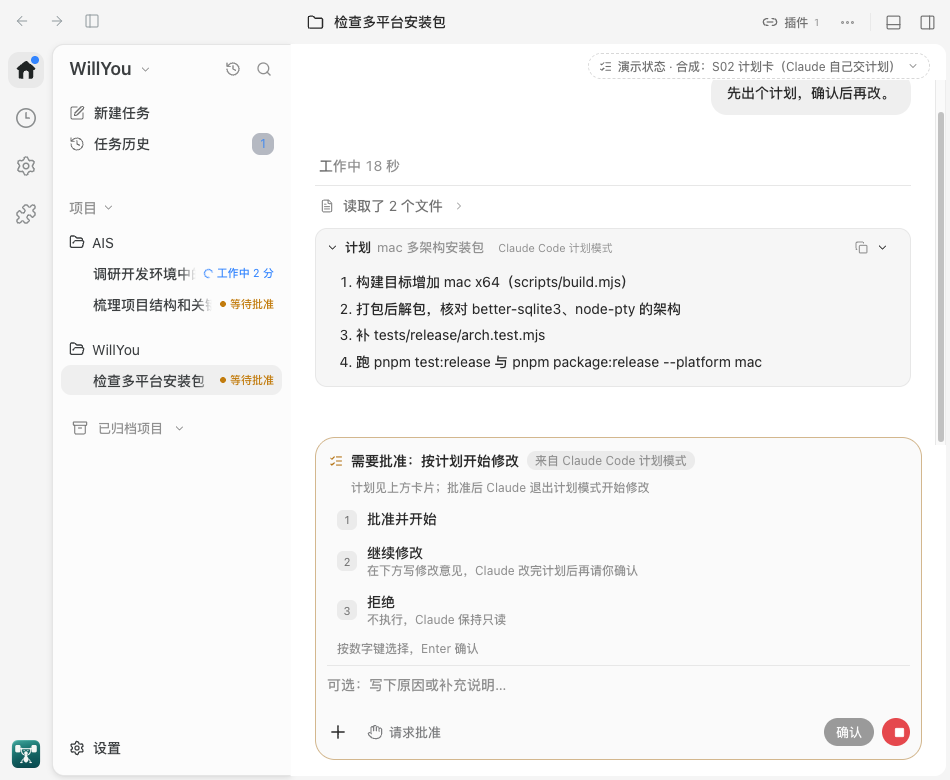 检查多平台安装包
插件 1
WillYou
演示状态 · 合成：S02 计划卡（Claude 自己交计划）
先出个计划，确认后再改。
新建任务
任务历史
1
工作中 18 秒
项目
读取了 2 个文件
AIS
计划 mac 多架构安装包 Claude Code 计划模式
调研开发环境中 工作中 2 分
1. 构建目标增加 mac x64（scripts/build.mjs）
梳理项目结构和关 等待批准
2. 打包后解包，核对 better-sqlite3、node-pty 的架构
3. 补 tests/release/arch.test.mjs
WillYou
4. 跑 pnpm test:release 与 pnpm package:release --platform mac
检查多平台安装包 等待批准
已归档项目
需要批准：按计划开始修改 来自 Claude Code 计划模式
计划见上方卡片；批准后 Claude 退出计划模式开始修改
1 批准并开始
2 继续修改
在下方写修改意见，Claude 改完计划后再请你确认
3 拒绝
不执行，Claude 保持只读
按数字键选择，Enter 确认
可选：写下原因或补充说明...
请求批准
确认
设置